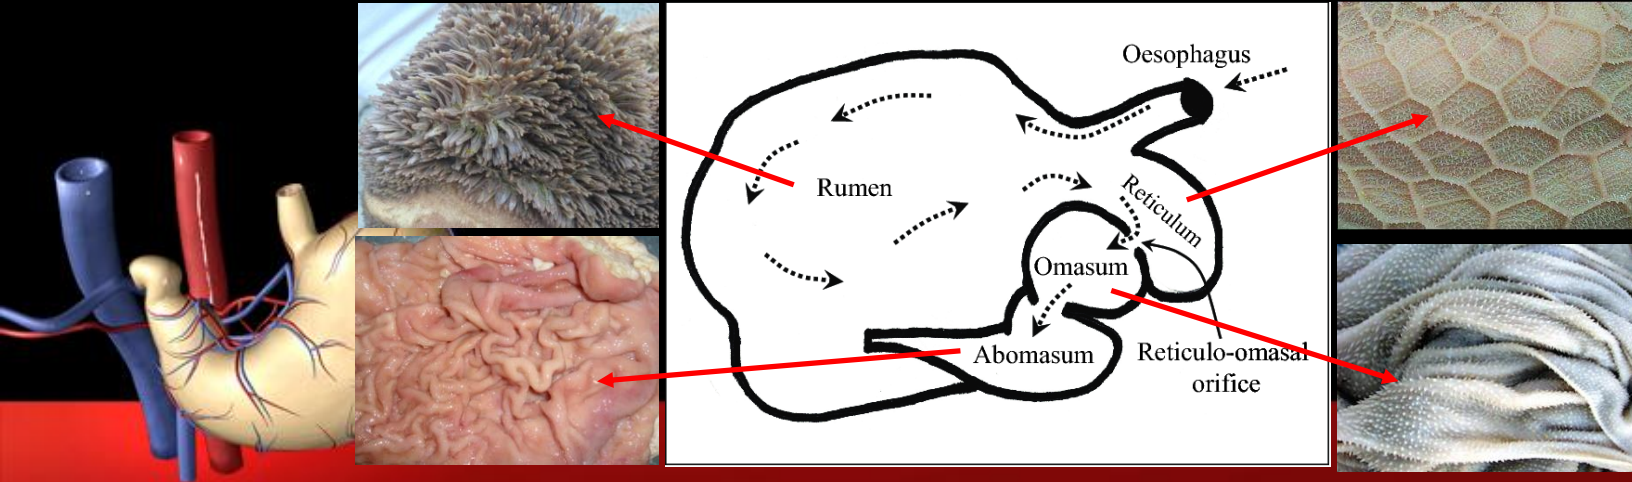 Oesophagus
Rumen
Reticulum
Omasum
Abomasum
Reticulo-omasal
orifice